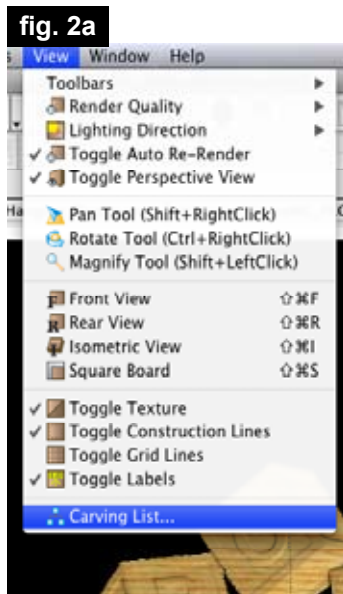 fig. 2a
View Window Help
Toolbars
Render Quality
Lighting Direction
Toggle Auto Re-Render
Toggle Perspective View
Pan Tool (Shift+RightClick)
Rotate Tool (Ctrl+RightClick)
Magnify Tool (Shift+LeftClick)
Front View ⇧⌘F
Rear View ⇧⌘R
Isometric View ⇧⌘I
Square Board ⇧⌘S
Toggle Texture
Toggle Construction Lines
Toggle Grid Lines
Toggle Labels
Carving List...